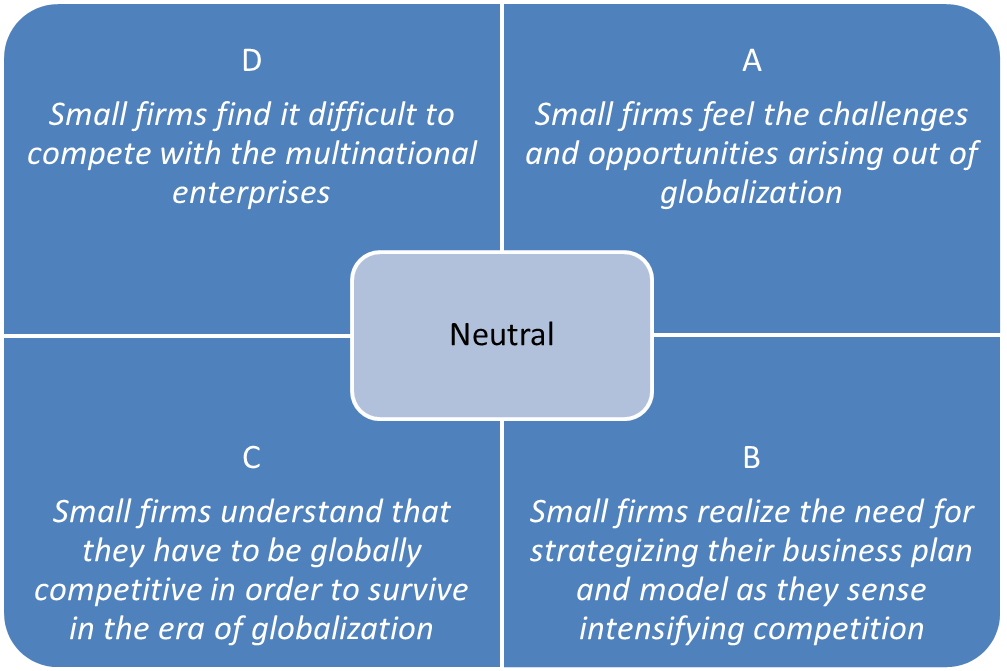 D
Small firms find it difficult to
compete with the multinational
enterprises
A
Small firms feel the challenges
and opportunities arising out of
globalization
Neutral
C
Small firms understand that
they have to be globally
competitive in order to survive
in the era of globalization
B
Small firms realize the need for
strategizing their business plan
and model as they sense
intensifying competition